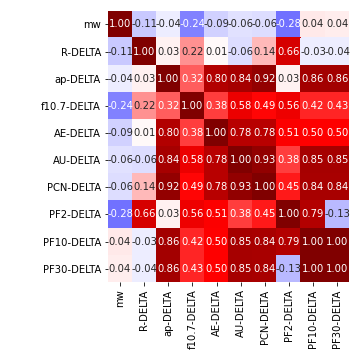 mw 1.00 -0.11 -0.04 -0.24 -0.09 -0.06 -0.06 -0.28 0.04 0.04
R-DELTA -0.11 1.00 0.03 0.22 0.01 -0.06 0.14 0.66 -0.03 -0.04
ap-DELTA -0.04 0.03 1.00 0.32 0.80 0.84 0.92 0.03 0.86 0.86
f10.7-DELTA -0.24 0.22 0.32 1.00 0.38 0.58 0.49 0.56 0.42 0.43
AE-DELTA -0.09 0.01 0.80 0.38 1.00 0.78 0.78 0.51 0.50 0.50
AU-DELTA -0.06 -0.06 0.84 0.58 0.78 1.00 0.93 0.38 0.85 0.85
PCN-DELTA -0.06 0.14 0.92 0.49 0.78 0.93 1.00 0.45 0.84 0.84
PF2-DELTA -0.28 0.66 0.03 0.56 0.51 0.38 0.45 1.00 0.79 -0.13
PF10-DELTA 0.04 -0.03 0.86 0.42 0.50 0.85 0.84 0.79 1.00 1.00
PF30-DELTA 0.04 -0.04 0.86 0.43 0.50 0.85 0.84 -0.13 1.00 1.00
mw R-DELTA ap-DELTA f10.7-DELTA AE-DELTA AU-DELTA PCN-DELTA PF2-DELTA PF10-DELTA PF30-DELTA